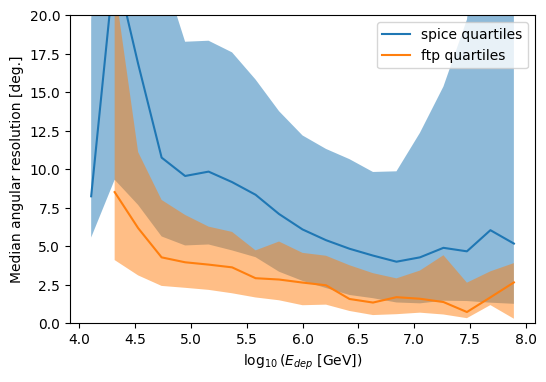 Median angular resolution [deg.]
20.0
17.5
15.0
12.5
10.0
7.5
5.0
2.5
0.0
spice quartiles
ftp quartiles
4.0 4.5 5.0 5.5 6.0 6.5 7.0 7.5 8.0
log₁₀(E_dep [GeV])